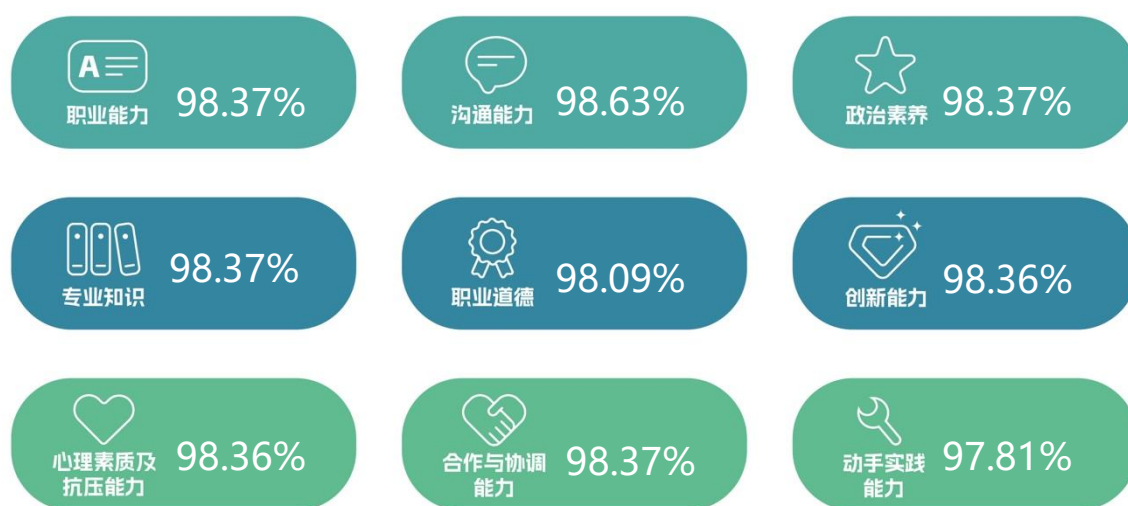 A
职业能力 98.37%
沟通能力 98.63%
政治素养 98.37%
专业知识 98.37%
职业道德 98.09%
创新能力 98.36%
心理素质及
抗压能力 98.36%
合作与协调
能力 98.37%
动手实践
能力 97.81%